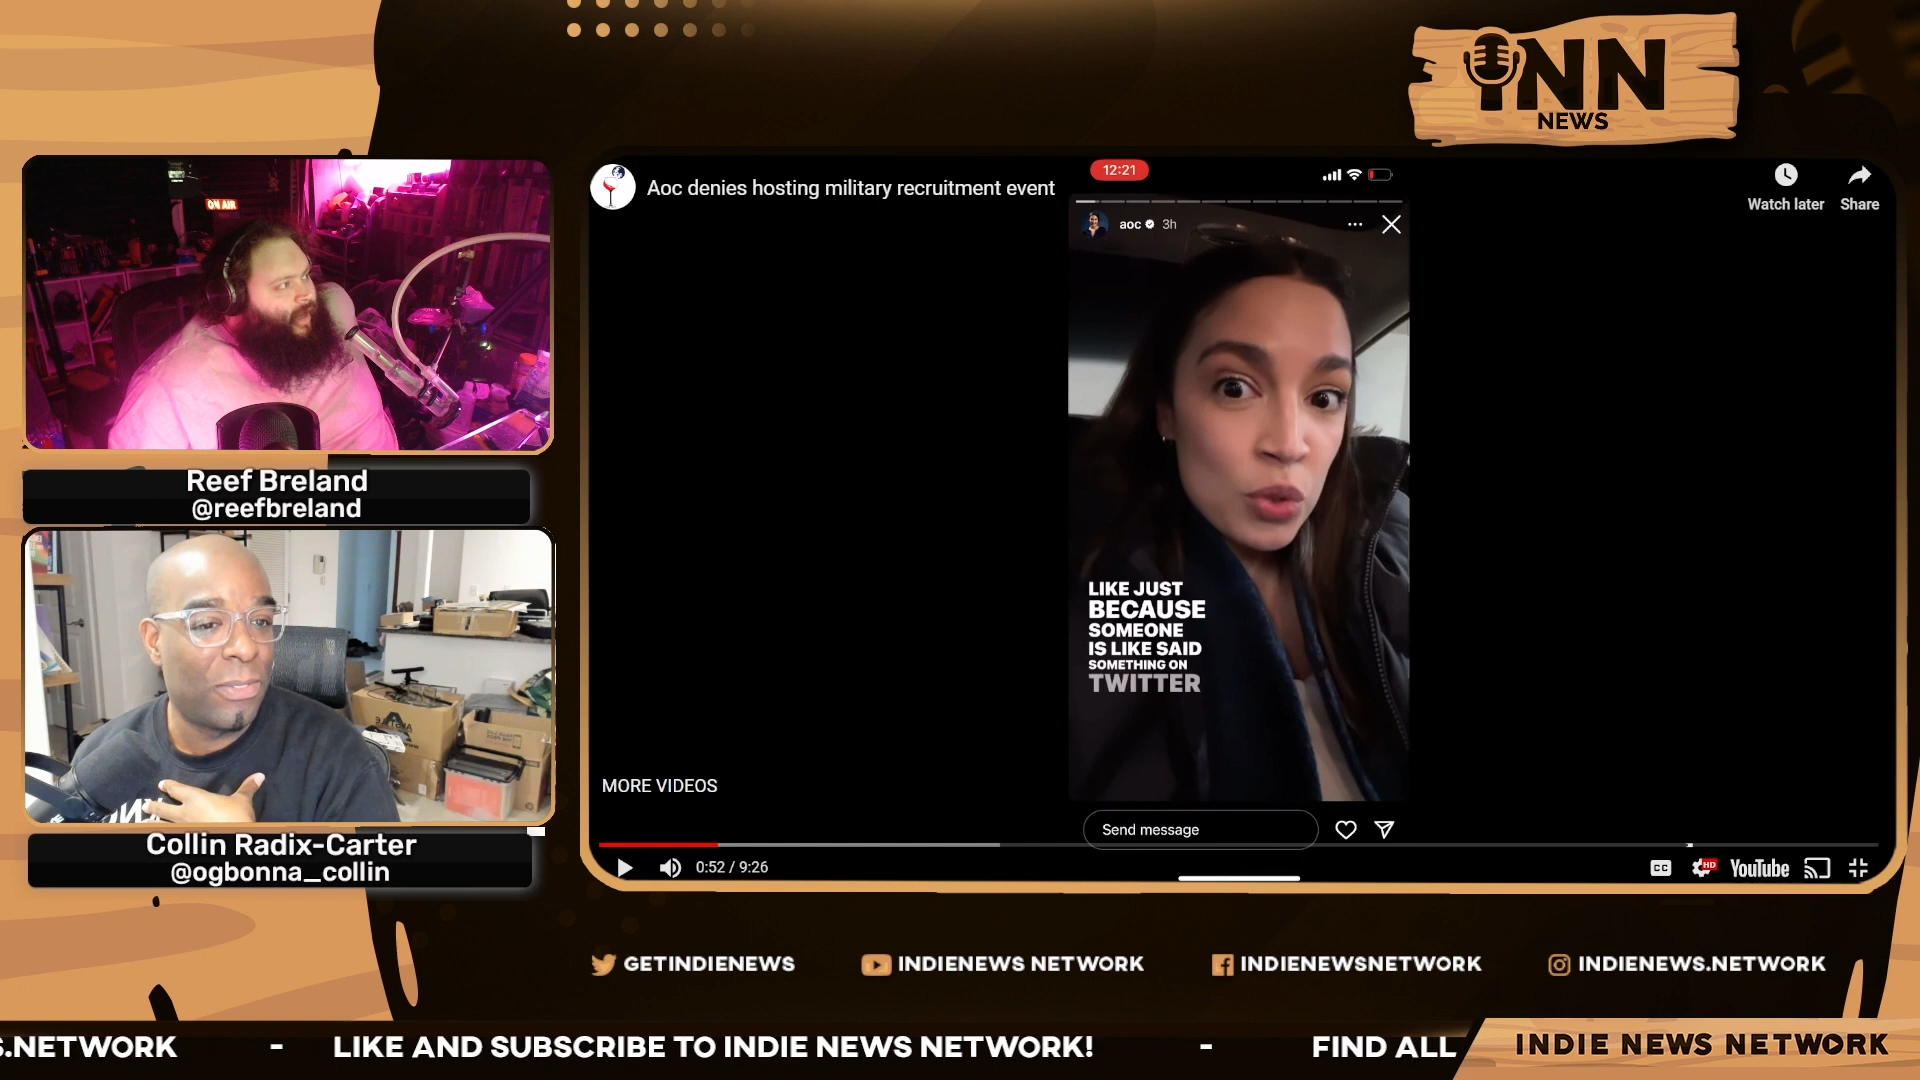 iNN
NEWS
ON AIR
Aoc denies hosting military recruitment event
12:21
Watch later
Share
aoc 3h
Reef Breland
@reefbreland
LIKE JUST
BECAUSE
SOMEONE
IS LIKE SAID
SOMETHING ON
TWITTER
MORE VIDEOS
Send message
Collin Radix-Carter
@ogbonna_collin
0:52 / 9:26
CC
HD
YouTube
GETINDIENEWS
INDIENEWS NETWORK
INDIENEWSNETWORK
INDIENEWS.NETWORK
S.NETWORK - LIKE AND SUBSCRIBE TO INDIE NEWS NETWORK! - FIND ALL
INDIE NEWS NETWORK